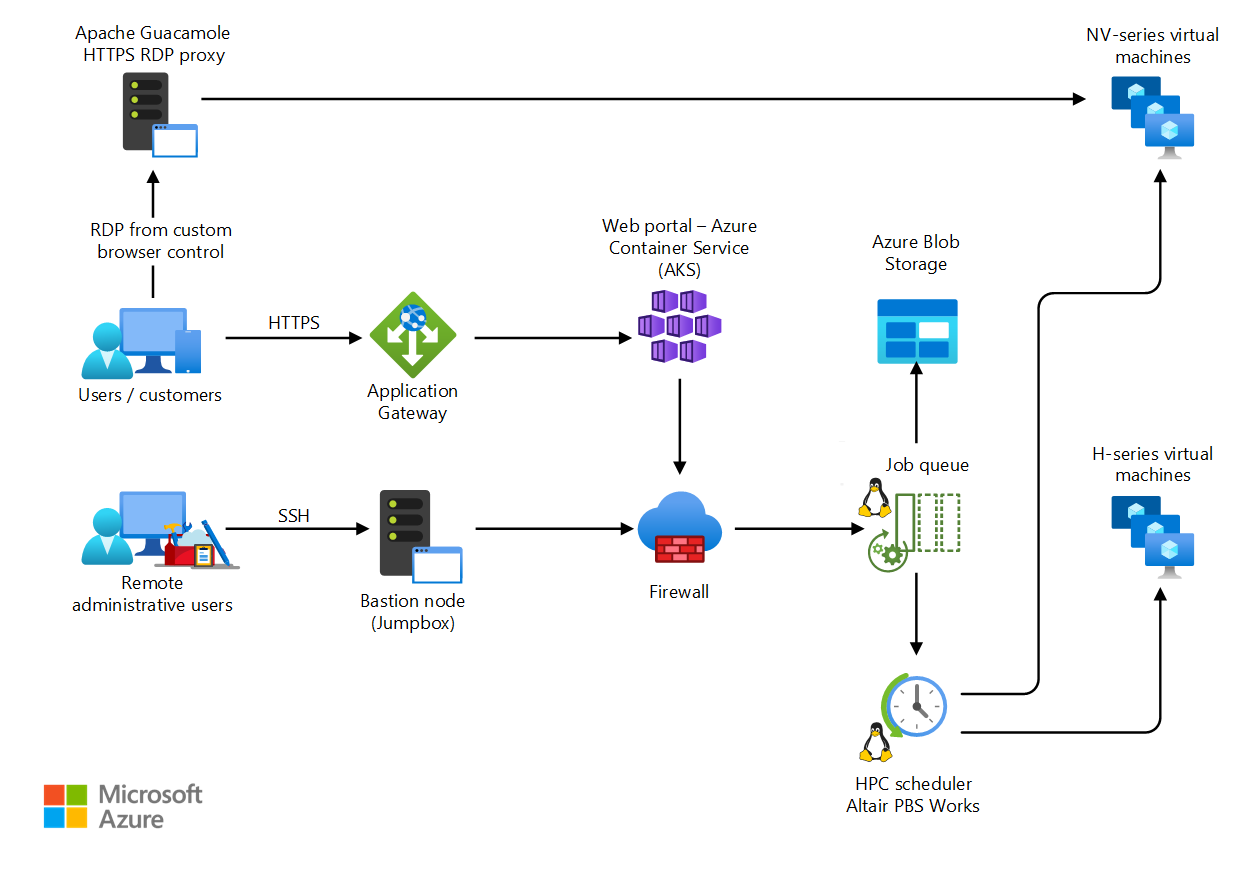 Apache Guacamole
HTTPS RDP proxy
NV-series virtual
machines
RDP from custom
browser control
Web portal – Azure
Container Service
(AKS)
Azure Blob
Storage
HTTPS
Users / customers
Application
Gateway
Job queue
H-series virtual
machines
SSH
Remote
administrative users
Bastion node
(Jumpbox)
Firewall
HPC scheduler
Altair PBS Works
Microsoft
Azure